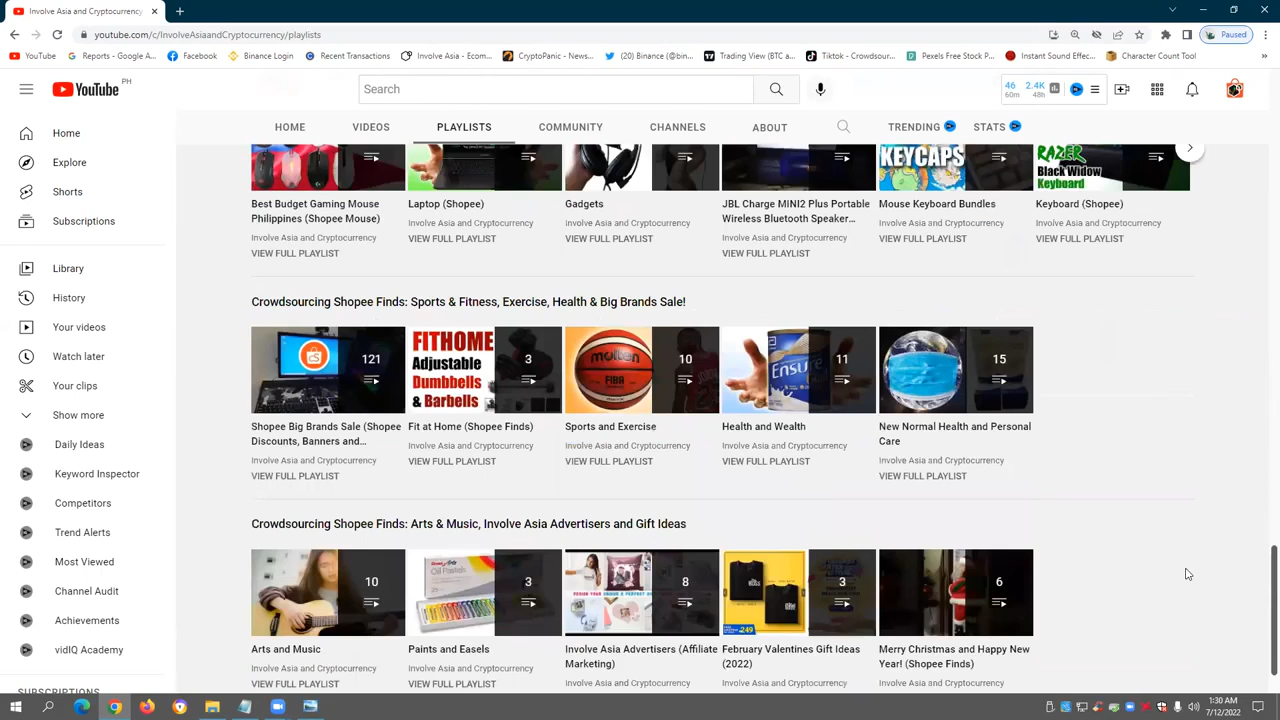 Involve Asia and Cryptocurrency
youtube.com/c/InvolveAsiaandCryptocurrency/playlists
Paused
YouTube
Reports - Google A...
Facebook
Binance Login
Recent Transactions
Involve Asia - Ecom...
CryptoPanic - News...
(20) Binance (@bin...
Trading View (BTC a...
Tiktok - Crowdsour...
Pexels Free Stock P...
Instant Sound Effec...
Character Count Tool
YouTube PH
Search
46 60m 2.4K 48h
HOME VIDEOS PLAYLISTS COMMUNITY CHANNELS ABOUT TRENDING STATS
Home
Explore
Shorts
Subscriptions
Library
History
Your videos
Watch later
Your clips
Show more
Daily Ideas
Keyword Inspector
Competitors
Trend Alerts
Most Viewed
Channel Audit
Achievements
vidIQ Academy
SUBSCRIPTIONS
KEYCAPS
RAZER
Black Widow
Keyboard
Best Budget Gaming Mouse
Philippines (Shopee Mouse)
Involve Asia and Cryptocurrency
VIEW FULL PLAYLIST
Laptop (Shopee)
Involve Asia and Cryptocurrency
VIEW FULL PLAYLIST
Gadgets
Involve Asia and Cryptocurrency
VIEW FULL PLAYLIST
JBL Charge MINI2 Plus Portable
Wireless Bluetooth Speaker...
Involve Asia and Cryptocurrency
VIEW FULL PLAYLIST
Mouse Keyboard Bundles
Involve Asia and Cryptocurrency
VIEW FULL PLAYLIST
Keyboard (Shopee)
Involve Asia and Cryptocurrency
VIEW FULL PLAYLIST
Crowdsourcing Shopee Finds: Sports & Fitness, Exercise, Health & Big Brands Sale!
121
Shopee Big Brands Sale (Shopee
Discounts, Banners and...
Involve Asia and Cryptocurrency
VIEW FULL PLAYLIST
FITHOME
Adjustable
Dumbbells
& Barbells
3
Fit at Home (Shopee Finds)
Involve Asia and Cryptocurrency
VIEW FULL PLAYLIST
molten
FIBA
10
Sports and Exercise
Involve Asia and Cryptocurrency
VIEW FULL PLAYLIST
Ensure
11
Health and Wealth
Involve Asia and Cryptocurrency
VIEW FULL PLAYLIST
15
New Normal Health and Personal
Care
Involve Asia and Cryptocurrency
VIEW FULL PLAYLIST
Crowdsourcing Shopee Finds: Arts & Music, Involve Asia Advertisers and Gift Ideas
10
Arts and Music
Involve Asia and Cryptocurrency
VIEW FULL PLAYLIST
Oil Pastels
3
Paints and Easels
Involve Asia and Cryptocurrency
VIEW FULL PLAYLIST
8
Involve Asia Advertisers (Affiliate
Marketing)
Involve Asia and Cryptocurrency
249
3
February Valentines Gift Ideas
(2022)
Involve Asia and Cryptocurrency
6
Merry Christmas and Happy New
Year! (Shopee Finds)
Involve Asia and Cryptocurrency
1:30 AM
7/12/2022